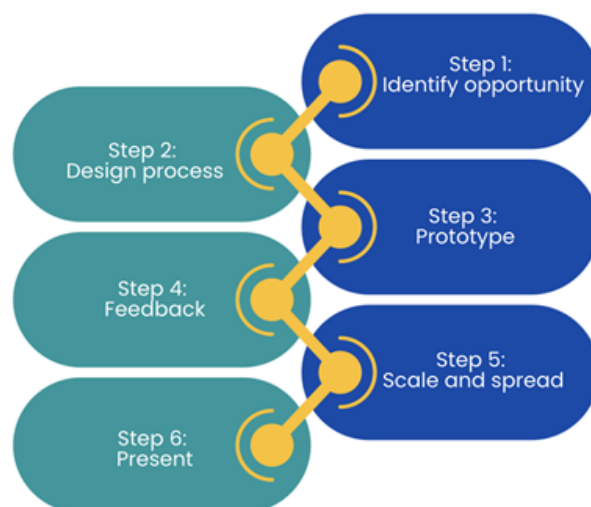 Step 1:
Identify opportunity
Step 2:
Design process
Step 3:
Prototype
Step 4:
Feedback
Step 5:
Scale and spread
Step 6:
Present